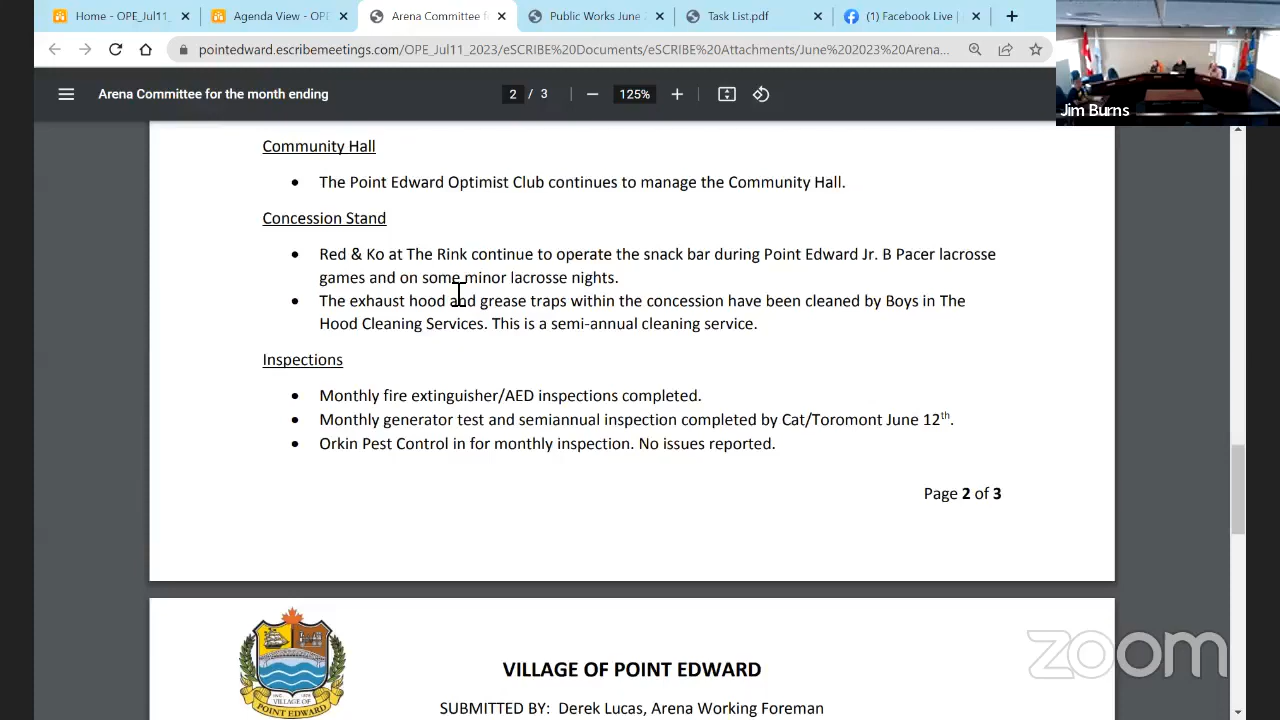 Home - OPE_Jul11_
Agenda View - OPE
Arena Committee f
Public Works June
Task List.pdf
(1) Facebook Live
pointedward.escribemeetings.com/OPE_Jul11_2023/eSCRIBE%20Documents/eSCRIBE%20Attachments/June%202023%20Arena...
Arena Committee for the month ending
2 / 3
125%
Jim Burns
Community Hall
• The Point Edward Optimist Club continues to manage the Community Hall.
Concession Stand
• Red & Ko at The Rink continue to operate the snack bar during Point Edward Jr. B Pacer lacrosse
games and on some minor lacrosse nights.
• The exhaust hood and grease traps within the concession have been cleaned by Boys in The
Hood Cleaning Services. This is a semi-annual cleaning service.
Inspections
• Monthly fire extinguisher/AED inspections completed.
• Monthly generator test and semiannual inspection completed by Cat/Toromont June 12th.
• Orkin Pest Control in for monthly inspection. No issues reported.
Page 2 of 3
VILLAGE OF
POINT EDWARD
VILLAGE OF POINT EDWARD
SUBMITTED BY: Derek Lucas, Arena Working Foreman
zoom